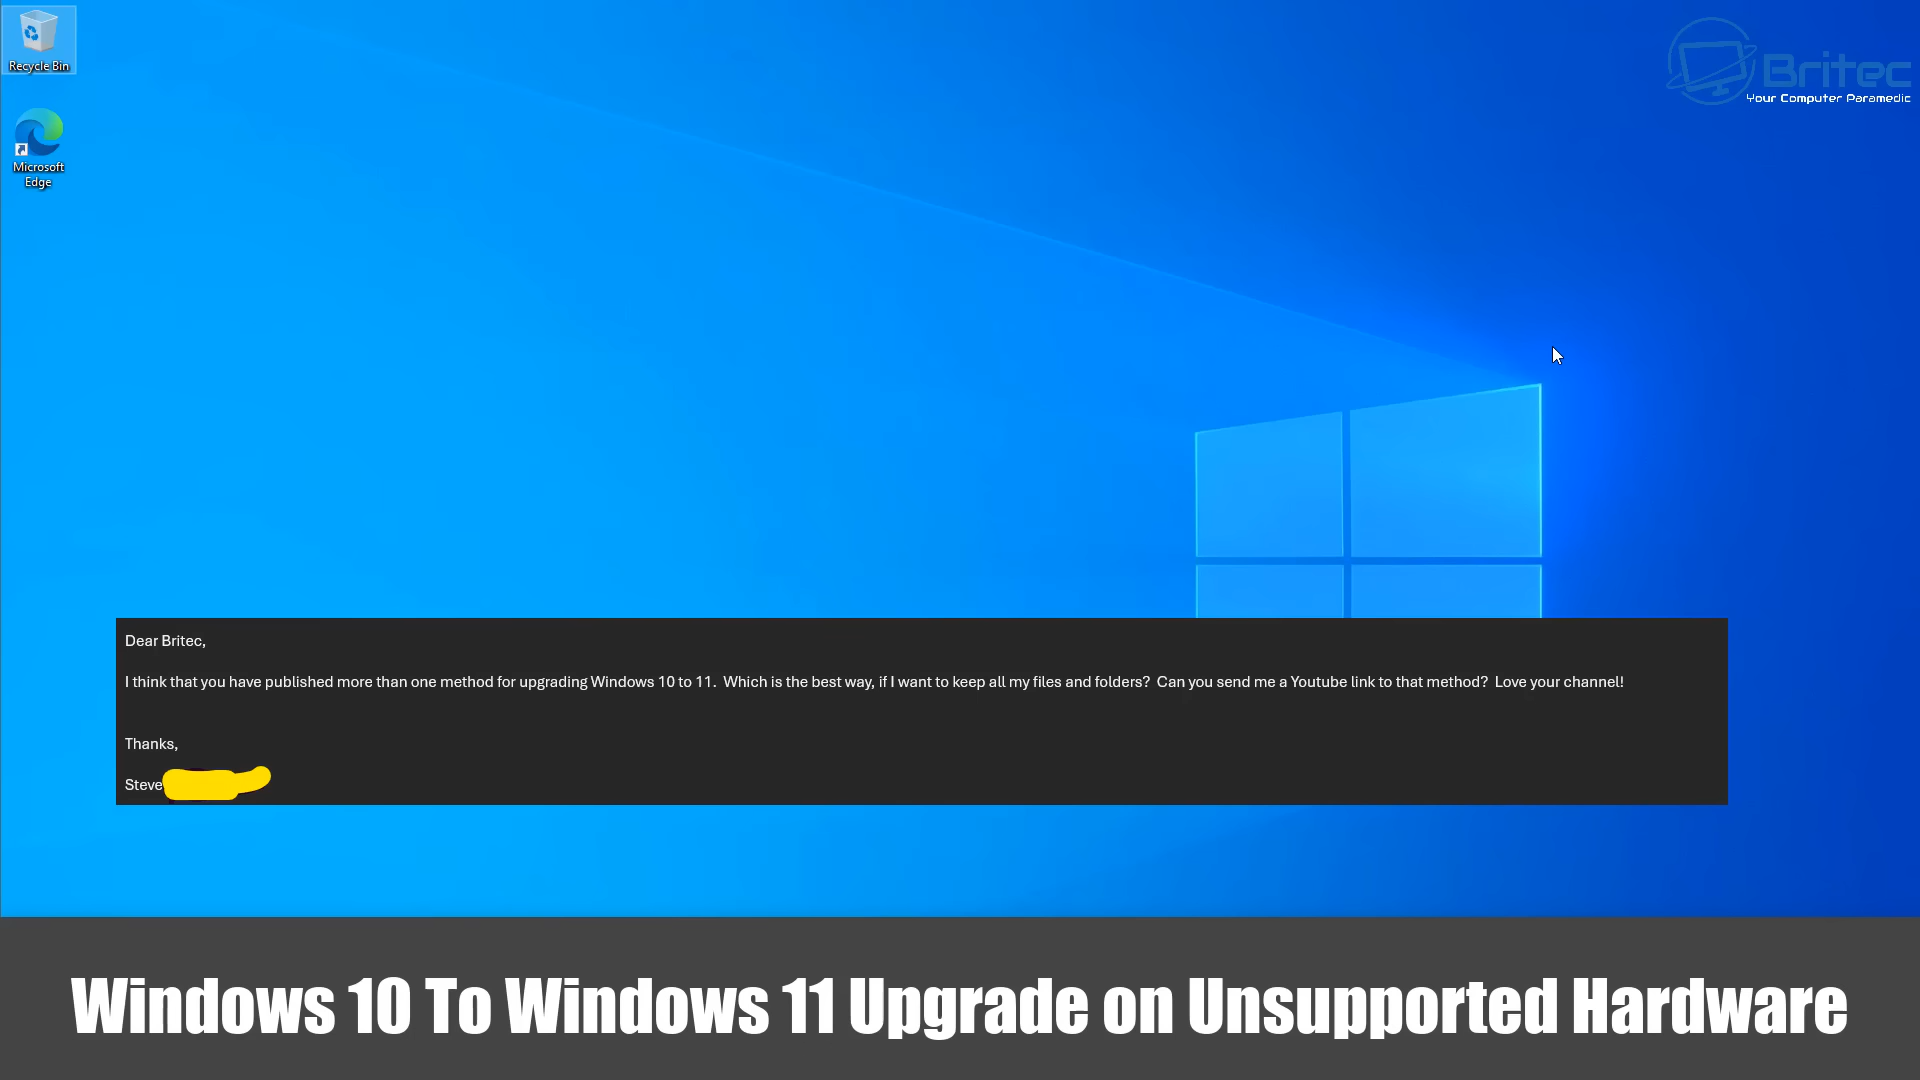 Recycle Bin
Microsoft
Edge
Britec
Your Computer Paramedic
Dear Britec,
I think that you have published more than one method for upgrading Windows 10 to 11.  Which is the best way, if I want to keep all my files and folders?  Can you send me a Youtube link to that method?  Love your channel!
Thanks,
Steve
Windows 10 To Windows 11 Upgrade on Unsupported Hardware